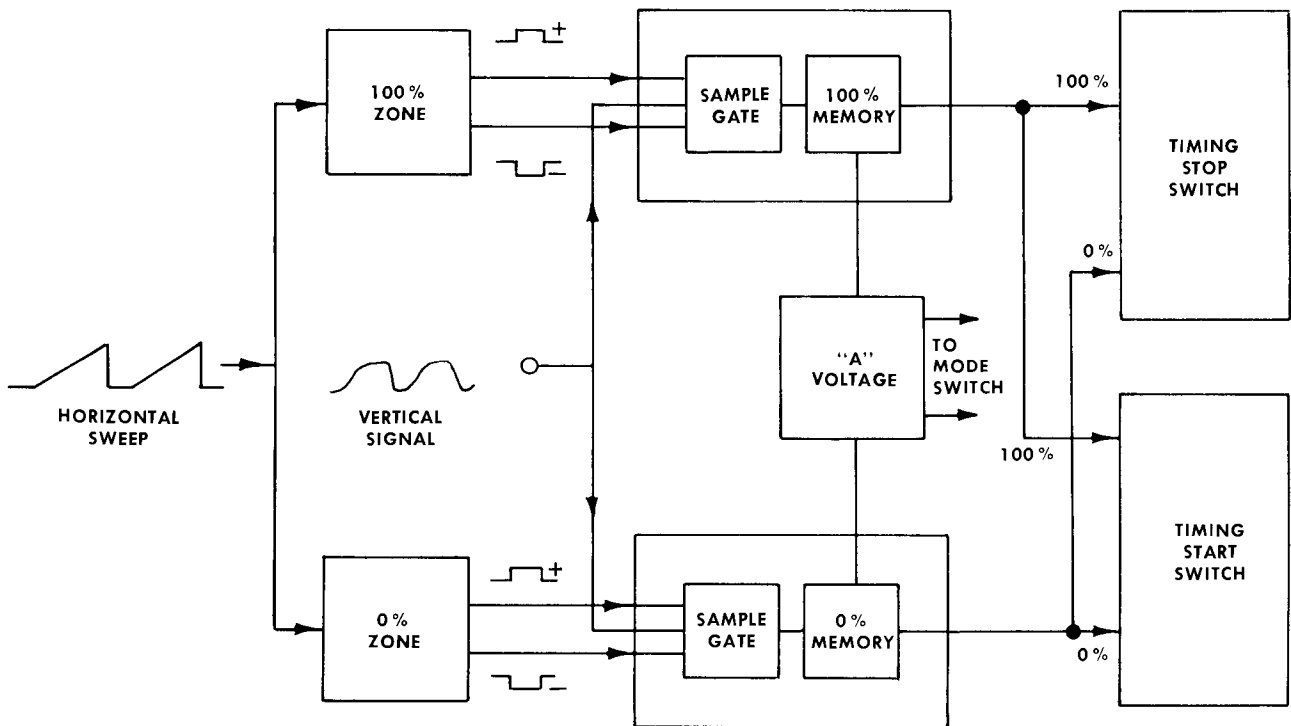 100 %
ZONE
+
−
SAMPLE
GATE
100 %
MEMORY
100 %
TIMING
STOP
SWITCH
0 %
HORIZONTAL
SWEEP
VERTICAL
SIGNAL
"A"
VOLTAGE
TO
MODE
SWITCH
100 %
TIMING
START
SWITCH
0 %
ZONE
+
−
SAMPLE
GATE
0 %
MEMORY
0 %